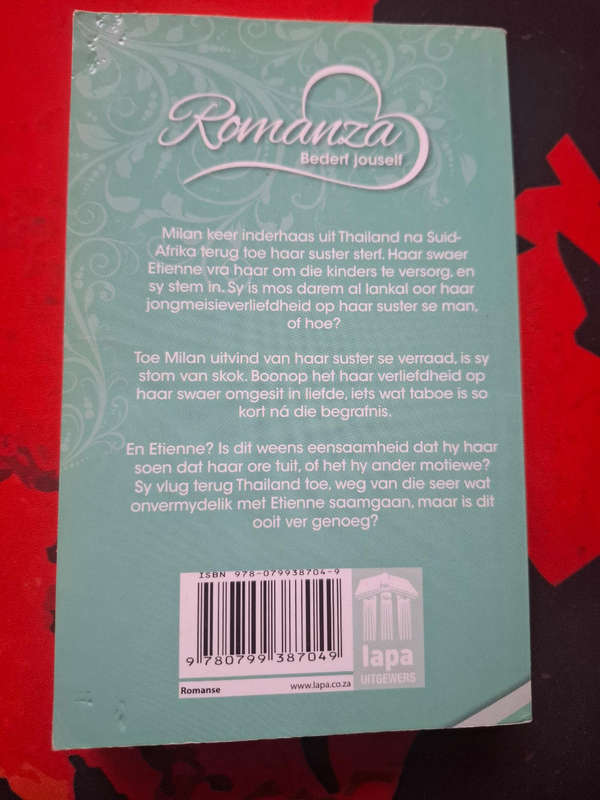 Romanza
Bederf jouself
Milan keer inderhaas uit Thailand na Suid-
Afrika terug toe haar suster sterf. Haar swaer
Etienne vra haar om die kinders te versorg, en
sy stem in. Sy is mos darem al lankal oor haar
jongmeisieverliefdheid op haar suster se man,
of hoe?
Toe Milan uitvind van haar suster se verraad, is sy
stom van skok. Boonop het haar verliefdheid op
haar swaer omgesit in liefde, iets wat taboe is so
kort ná die begrafnis.
En Etienne? Is dit weens eensaamheid dat hy haar
soen dat haar ore tuit, of het hy ander motiewe?
Sy vlug terug Thailand toe, weg van die seer wat
onvermydelik met Etienne saamgaan, maar is dit
ooit ver genoeg?
ISBN 978-079938704-9
9 780799 387049
Romanse www.lapa.co.za
lapa
UITGEWERS